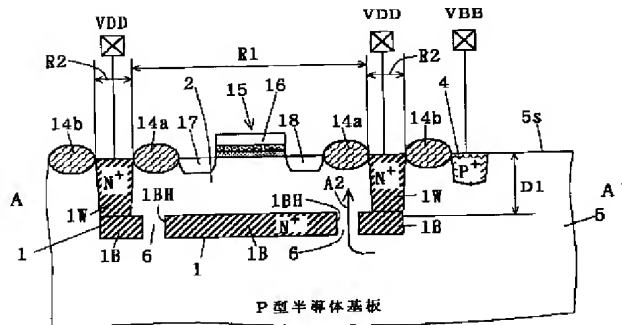 VDD VDD VBB
R2 R1 R2
2 15 16 4
14b 14a 17 18 14a 14b 5s
N+ N+ P+
A A2 D1 A'
1W 1BH 1BH 1W
1 1B 6 1 1B N+ 6 1B 5
P型半導体基板